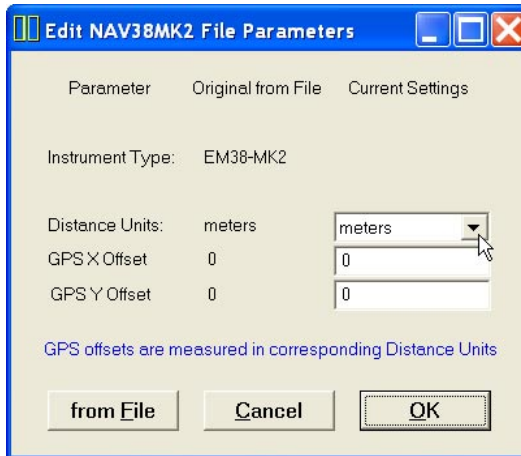 Edit NAV38MK2 File Parameters
Parameter Original from File Current Settings
Instrument Type: EM38-MK2
Distance Units: meters meters
GPS X Offset 0 0
GPS Y Offset 0 0
GPS offsets are measured in corresponding Distance Units
from File Cancel OK